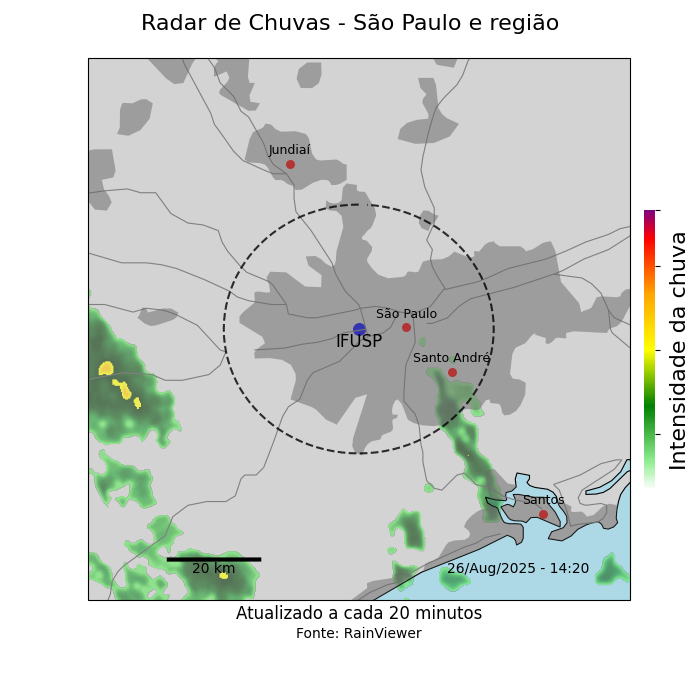 Radar de Chuvas - São Paulo e região
Jundiaí
São Paulo
IFUSP
Santo André
Santos
20 km
26/Aug/2025 - 14:20
Intensidade da chuva
Atualizado a cada 20 minutos
Fonte: RainViewer